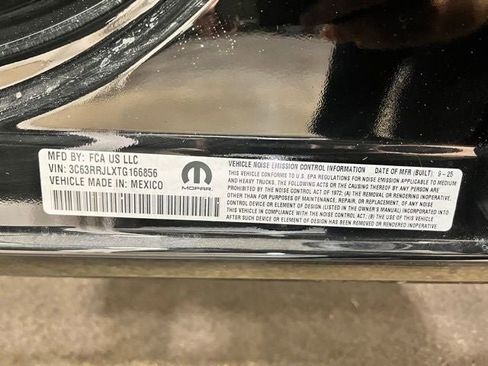 MFD BY: FCA US LLC
VIN: 3C63RRJLXTG166856
VEHICLE MADE IN: MEXICO
MOPAR
VEHICLE NOISE EMISSION CONTROL INFORMATION DATE OF MFR (BUILT): 9-25
THIS VEHICLE CONFORMS TO U.S. EPA REGULATIONS FOR NOISE EMISSION APPLICABLE TO MEDIUM
AND HEAVY TRUCKS. THE FOLLOWING ACTS OR THE CAUSING THEREOF BY ANY PERSON ARE
PROHIBITED BY THE NOISE CONTROL ACT OF 1972: (A) THE REMOVAL OR RENDERING INOPERATIVE,
OTHER THAN FOR PURPOSES OF MAINTENANCE, REPAIR, OR REPLACEMENT, OF ANY NOISE
CONTROL DEVICE OR ELEMENT OF DESIGN (LISTED IN THE OWNER'S MANUAL) INCORPORATED INTO
THIS VEHICLE IN COMPLIANCE WITH THE NOISE CONTROL ACT; (B) THE USE OF THIS VEHICLE AFTER
SUCH DEVICE OR ELEMENT OF DESIGN HAS BEEN REMOVED OR RENDERED INOPERATIVE.